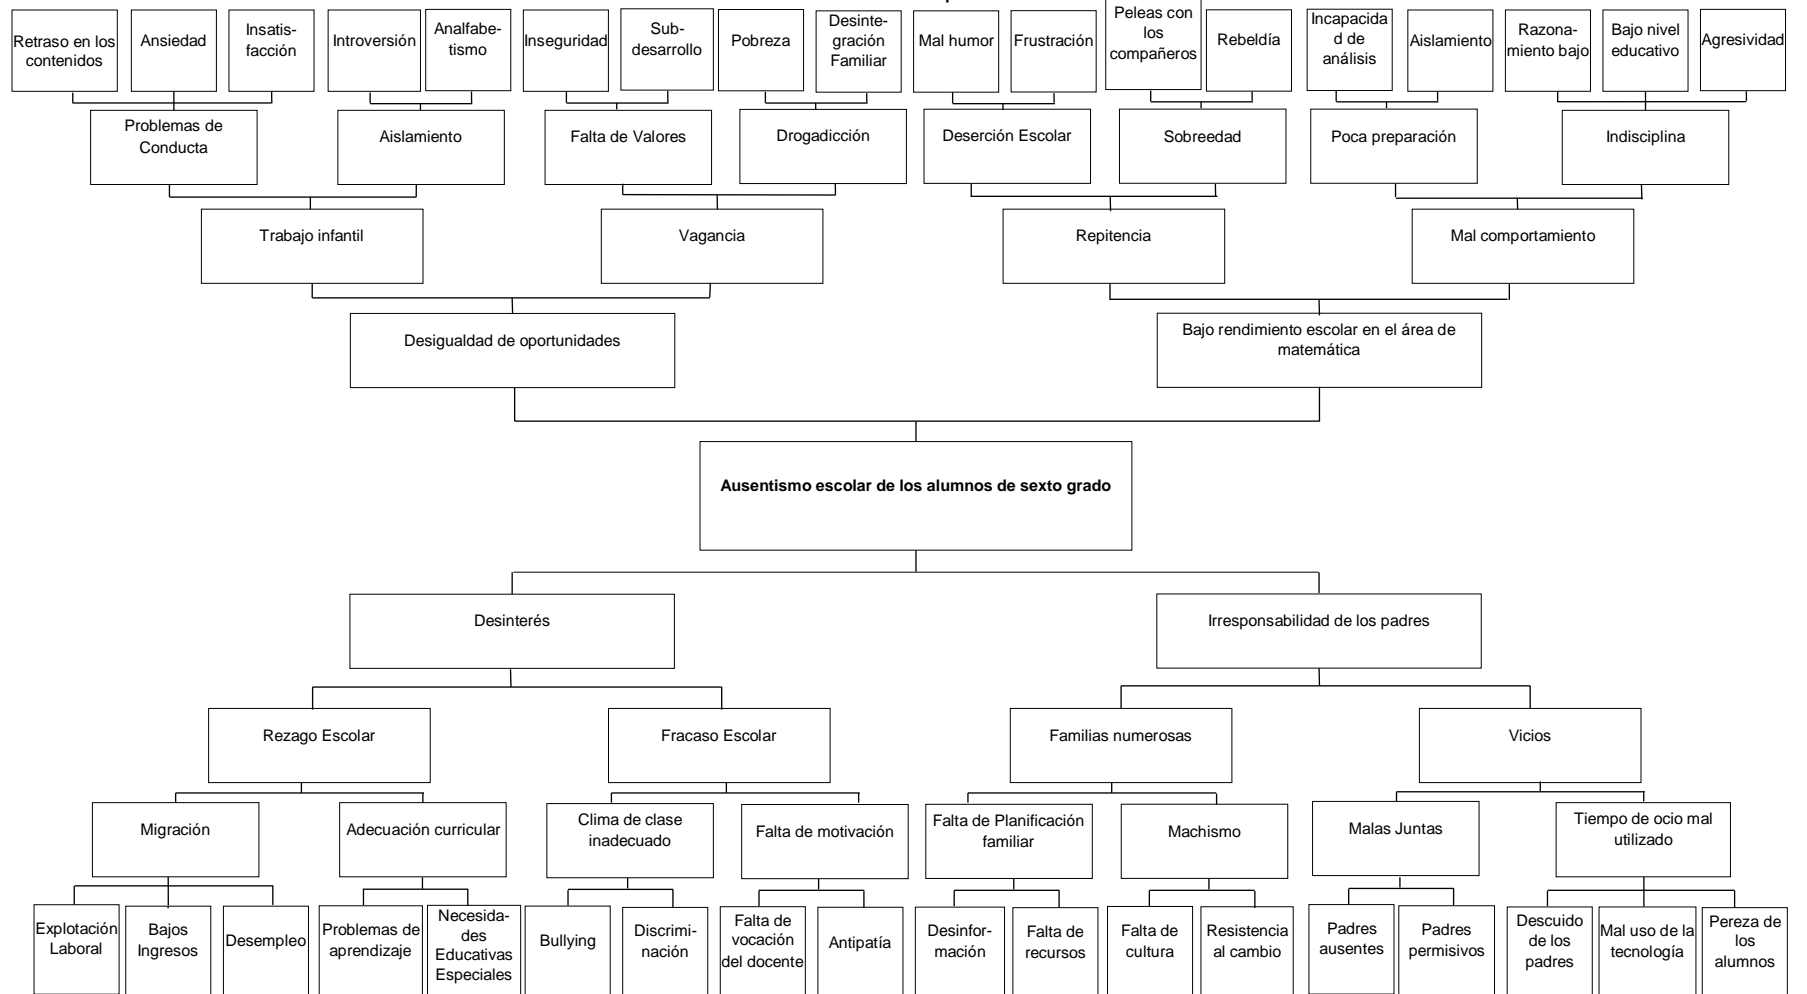 Retraso en los
contenidos
Ansiedad
Insatis-
facción
Introversión
Analfabe-
tismo
Inseguridad
Sub-
desarrollo
Pobreza
Desinte-
gración
Familiar
Mal humor
Frustración
Peleas con
los
compañeros
Rebeldía
Incapacida
d de
análisis
Aislamiento
Razona-
miento bajo
Bajo nivel
educativo
Agresividad
Problemas de
Conducta
Aislamiento
Falta de Valores
Drogadicción
Deserción Escolar
Sobreedad
Poca preparación
Indisciplina
Trabajo infantil
Vagancia
Repitencia
Mal comportamiento
Desigualdad de oportunidades
Bajo rendimiento escolar en el área de
matemática
Ausentismo escolar de los alumnos de sexto grado
Desinterés
Irresponsabilidad de los padres
Rezago Escolar
Fracaso Escolar
Familias numerosas
Vicios
Migración
Adecuación curricular
Clima de clase
inadecuado
Falta de motivación
Falta de Planificación
familiar
Machismo
Malas Juntas
Tiempo de ocio mal
utilizado
Explotación
Laboral
Bajos
Ingresos
Desempleo
Problemas de
aprendizaje
Necesida-
des
Educativas
Especiales
Bullying
Discrimi-
nación
Falta de
vocación
del docente
Antipatía
Desinfor-
mación
Falta de
recursos
Falta de
cultura
Resistencia
al cambio
Padres
ausentes
Padres
permisivos
Descuido
de los
padres
Mal uso de la
tecnología
Pereza de
los
alumnos